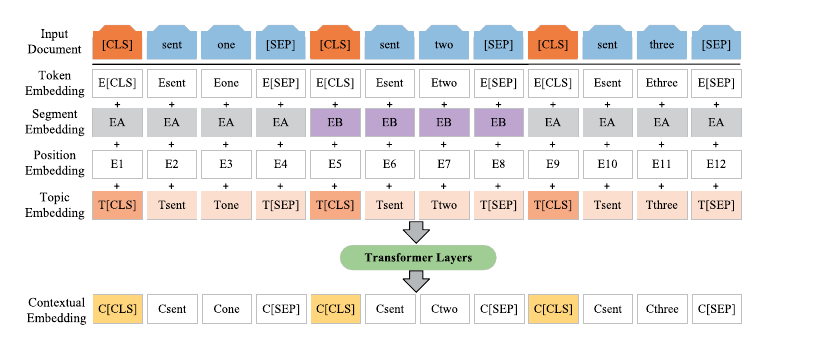 Input Document [CLS] sent one [SEP] [CLS] sent two [SEP] [CLS] sent three [SEP]
Token Embedding E[CLS] Esent Eone E[SEP] E[CLS] Esent Etwo E[SEP] E[CLS] Esent Ethree E[SEP]
+ + + + + + + + + + + +
Segment Embedding EA EA EA EA EB EB EB EB EA EA EA EA
+ + + + + + + + + + + +
Position Embedding E1 E2 E3 E4 E5 E6 E7 E8 E9 E10 E11 E12
+ + + + + + + + + + + +
Topic Embedding T[CLS] Tsent Tone T[SEP] T[CLS] Tsent Ttwo T[SEP] T[CLS] Tsent Tthree T[SEP]
Transformer Layers
Contextual Embedding C[CLS] Csent Cone C[SEP] C[CLS] Csent Ctwo C[SEP] C[CLS] Csent Cthree C[SEP]